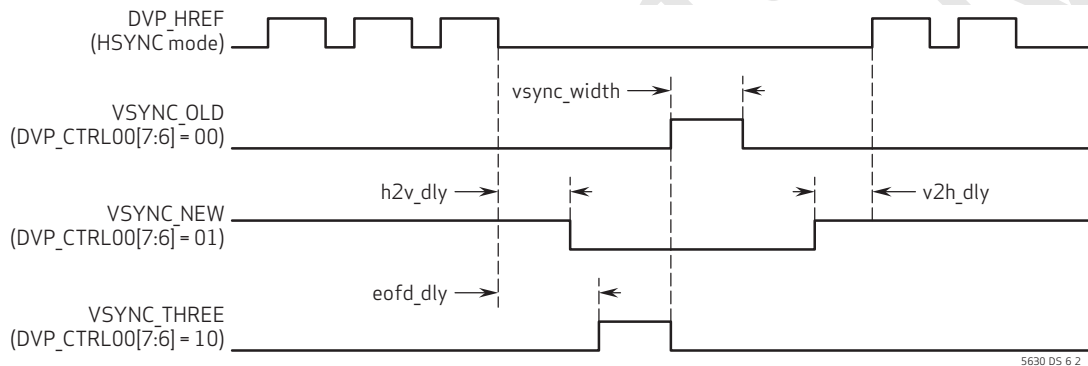 DVP_HREF
(HSYNC mode)
vsync_width
VSYNC_OLD
(DVP_CTRL00[7:6] = 00)
h2v_dly
v2h_dly
VSYNC_NEW
(DVP_CTRL00[7:6] = 01)
eofd_dly
VSYNC_THREE
(DVP_CTRL00[7:6] = 10)
5630 DS 6 2